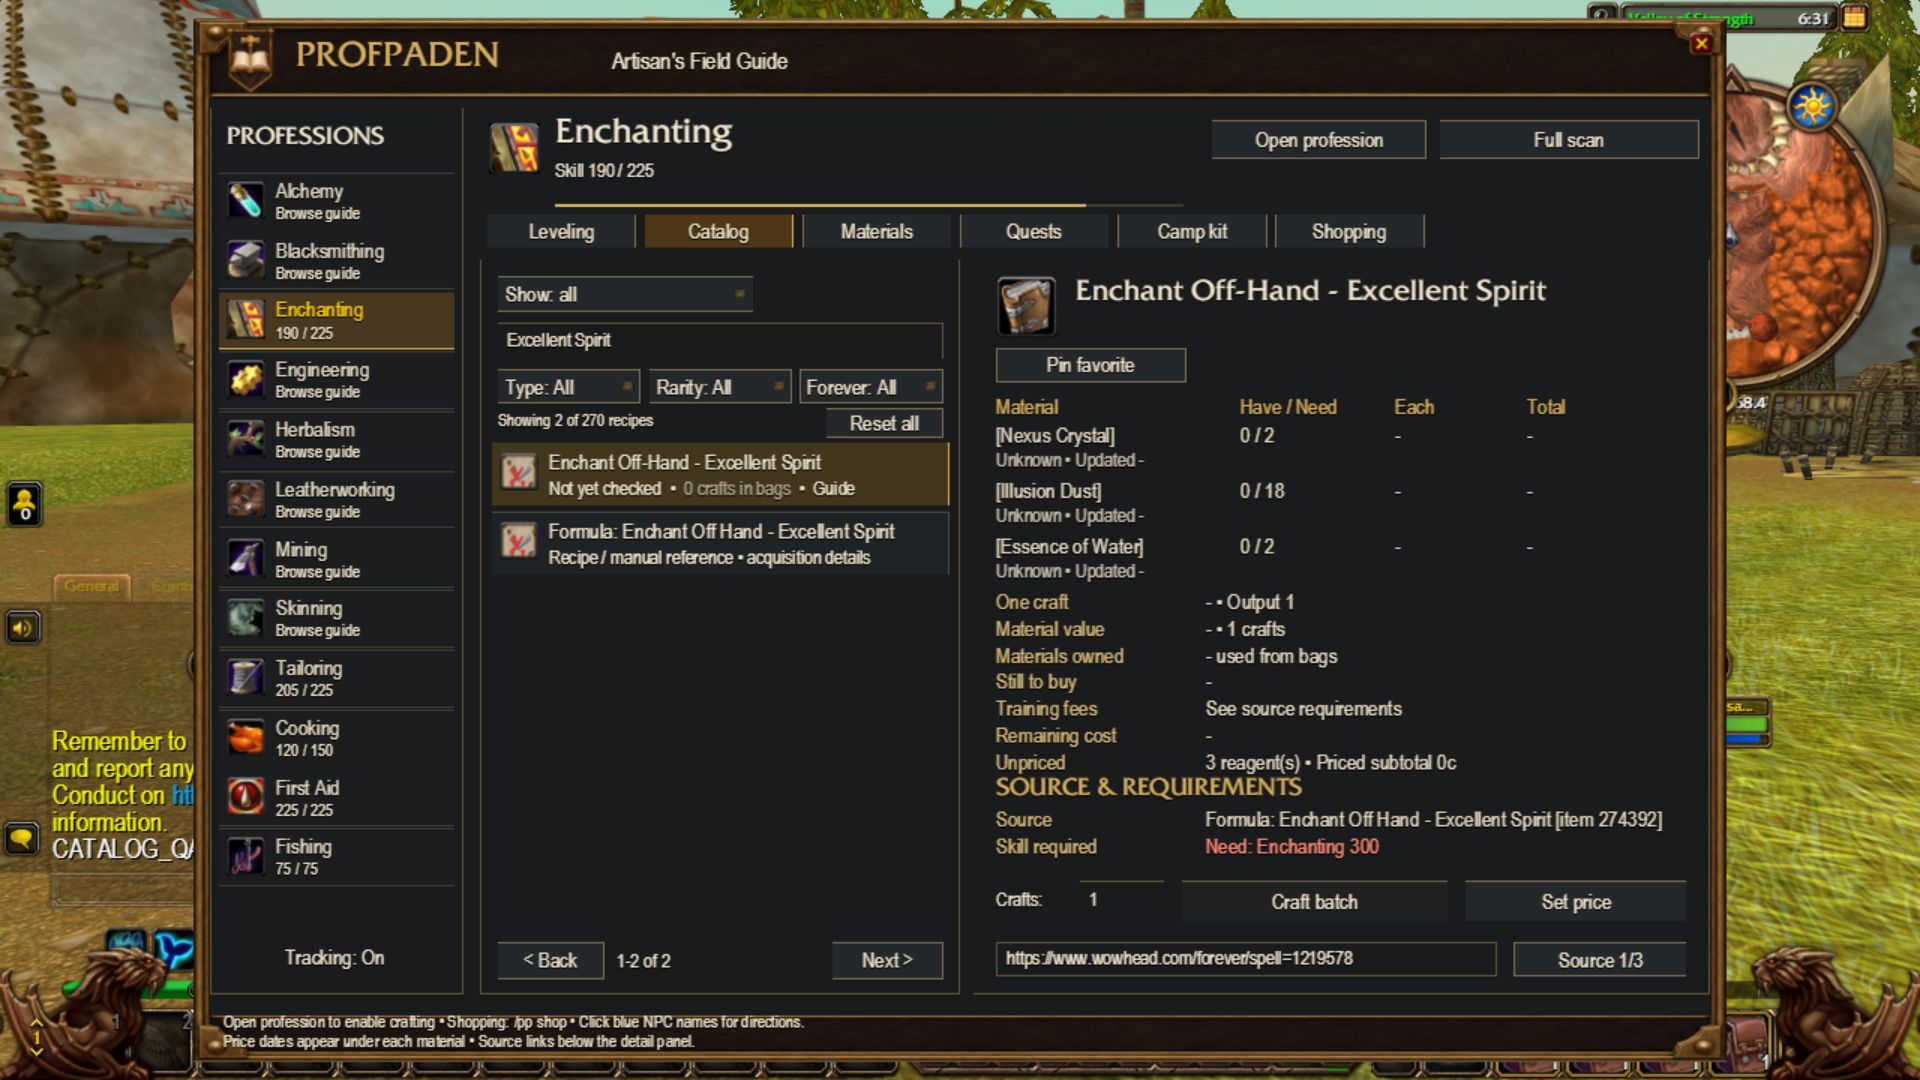 PROFPADEN
Artisan's Field Guide
6:31
PROFESSIONS
Alchemy
Browse guide
Blacksmithing
Browse guide
Enchanting
190 / 225
Engineering
Browse guide
Herbalism
Browse guide
Leatherworking
Browse guide
Mining
Browse guide
Skinning
Browse guide
Tailoring
205 / 225
Cooking
120 / 150
First Aid
225 / 225
Fishing
75 / 75
Tracking: On
Enchanting
Skill 190 / 225
Open profession
Full scan
Leveling
Catalog
Materials
Quests
Camp kit
Shopping
Show: all
Excellent Spirit
Type: All
Rarity: All
Forever: All
Showing 2 of 270 recipes
Reset all
Enchant Off-Hand - Excellent Spirit
Not yet checked • 0 crafts in bags • Guide
Formula: Enchant Off Hand - Excellent Spirit
Recipe / manual reference • acquisition details
< Back
1-2 of 2
Next >
Enchant Off-Hand - Excellent Spirit
Pin favorite
Material Have / Need Each Total
[Nexus Crystal] 0 / 2 - -
Unknown • Updated -
[Illusion Dust] 0 / 18 - -
Unknown • Updated -
[Essence of Water] 0 / 2 - -
Unknown • Updated -
One craft - • Output 1
Material value - • 1 crafts
Materials owned - used from bags
Still to buy -
Training fees See source requirements
Remaining cost -
Unpriced 3 reagent(s) • Priced subtotal 0c
SOURCE & REQUIREMENTS
Source Formula: Enchant Off Hand - Excellent Spirit [item 274392]
Skill required Need: Enchanting 300
Crafts: 1
Craft batch
Set price
https://www.wowhead.com/forever/spell=1219578
Source 1/3
Open profession to enable crafting • Shopping: /pp shop • Click blue NPC names for directions.
Price dates appear under each material • Source links below the detail panel.
General
0
Remember to
and report any
Conduct on
information.
58.4
1
1